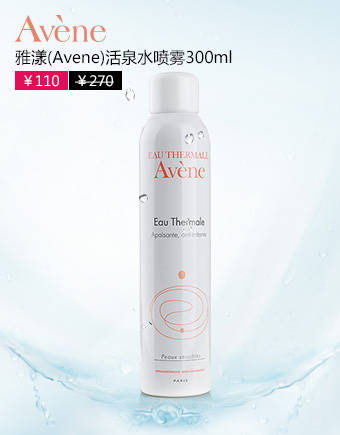 Avène
雅漾(Avene)活泉水喷雾300ml
￥110 ￥270
EAU THERMALE
Avène
Eau Thermale
Apaisante, anti-irritante
Peaux sensibles
PARIS